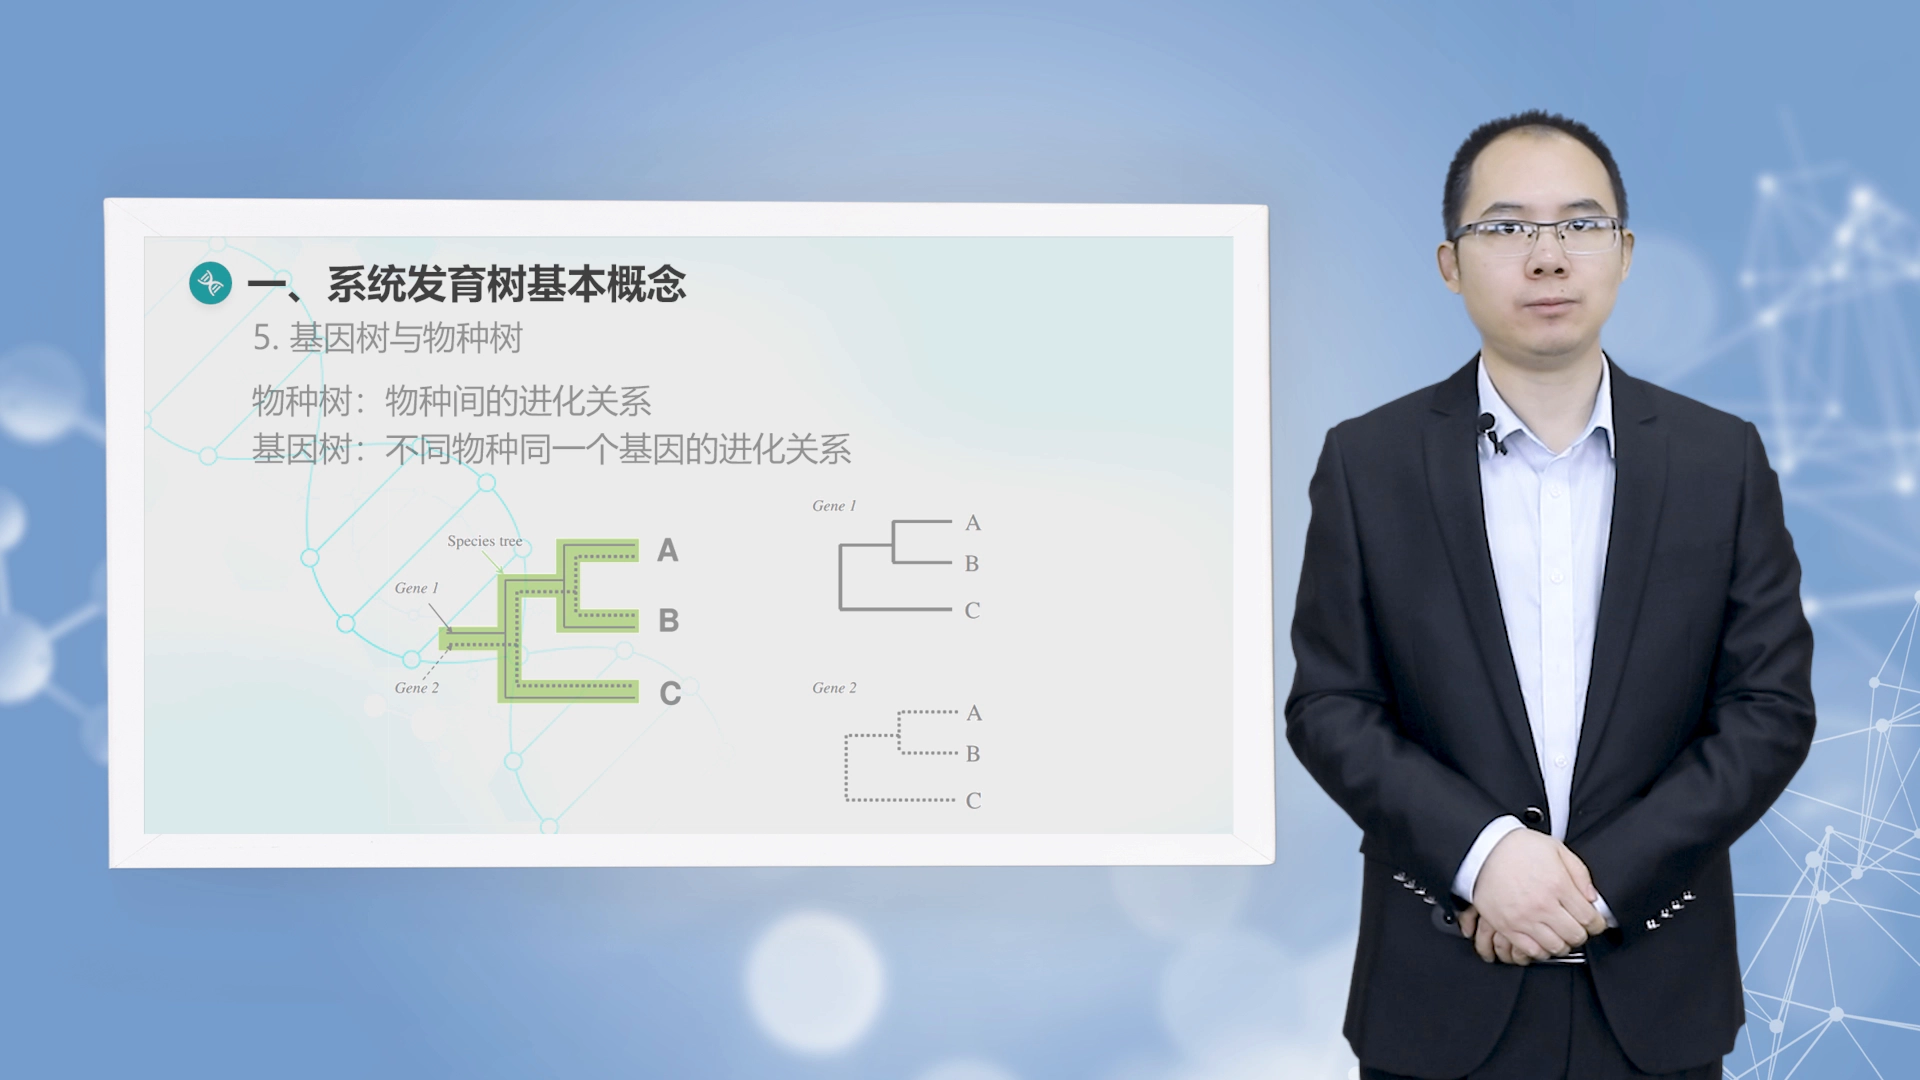 一、系统发育树基本概念
5. 基因树与物种树
物种树：物种间的进化关系
基因树：不同物种同一个基因的进化关系
Species tree
Gene 1
Gene 2
A
B
C
Gene 1
A
B
C
Gene 2
A
B
C